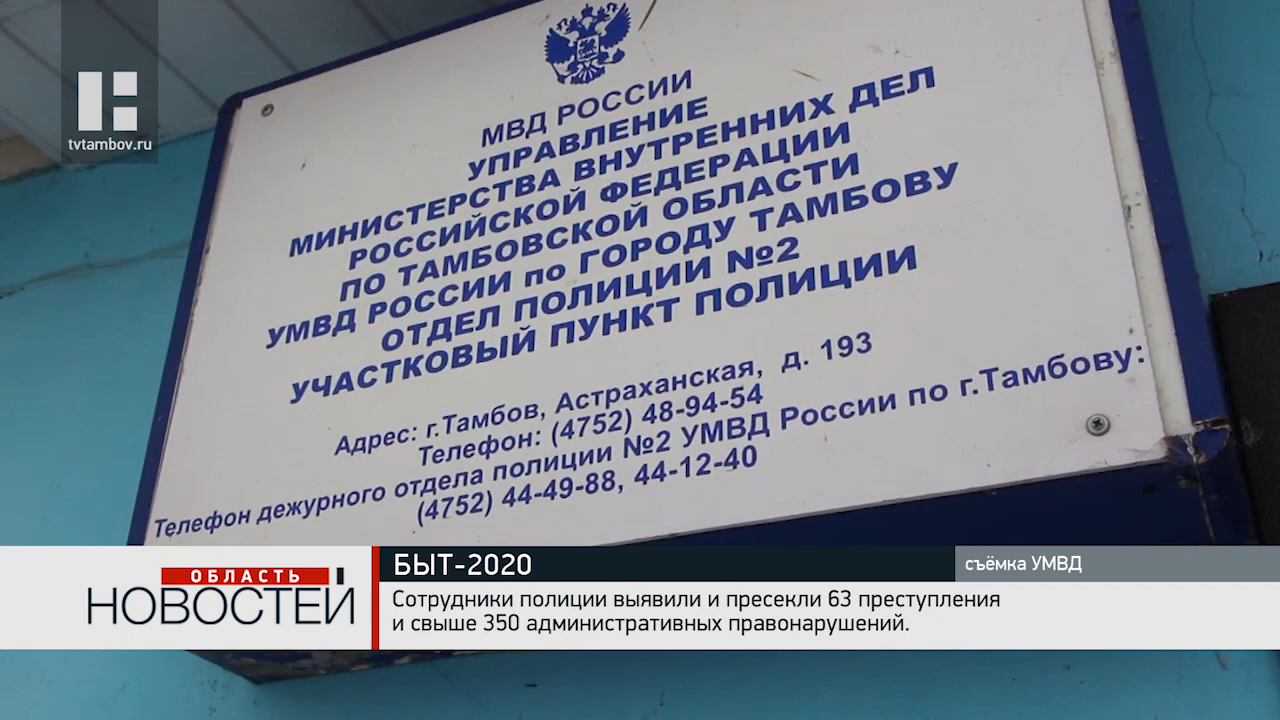 tvtambov.ru
МВД РОССИИ
УПРАВЛЕНИЕ
МИНИСТЕРСТВА ВНУТРЕННИХ ДЕЛ
РОССИЙСКОЙ ФЕДЕРАЦИИ
ПО ТАМБОВСКОЙ ОБЛАСТИ
УМВД РОССИИ по ГОРОДУ ТАМБОВУ
ОТДЕЛ ПОЛИЦИИ №2
УЧАСТКОВЫЙ ПУНКТ ПОЛИЦИИ
Адрес: г.Тамбов, Астраханская, д. 193
Телефон: (4752) 48-94-54
Телефон дежурного отдела полиции №2 УМВД России по г.Тамбову:
(4752) 44-49-88, 44-12-40
ОБЛАСТЬ
НОВОСТЕЙ
БЫТ-2020
съёмка УМВД
Сотрудники полиции выявили и пресекли 63 преступления
и свыше 350 административных правонарушений.